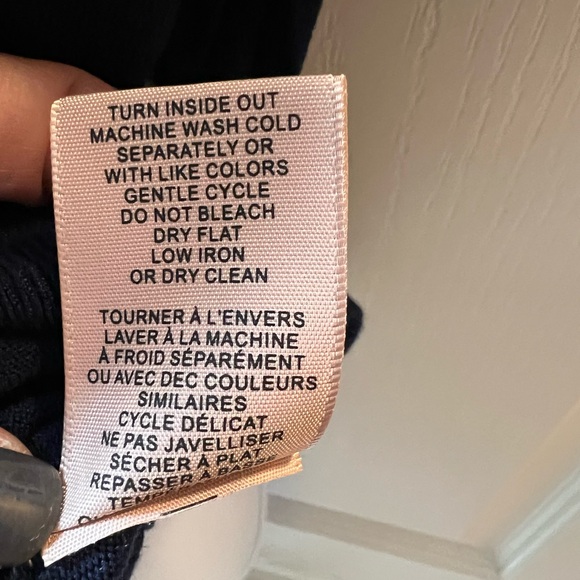 TURN INSIDE OUT
MACHINE WASH COLD
SEPARATELY OR
WITH LIKE COLORS
GENTLE CYCLE
DO NOT BLEACH
DRY FLAT
LOW IRON
OR DRY CLEAN
TOURNER À L'ENVERS
LAVER À LA MACHINE
À FROID SÉPARÉMENT
OU AVEC DEC COULEURS
SIMILAIRES
CYCLE DÉLICAT
NE PAS JAVELLISER
SÉCHER À PLAT
REPASSER À